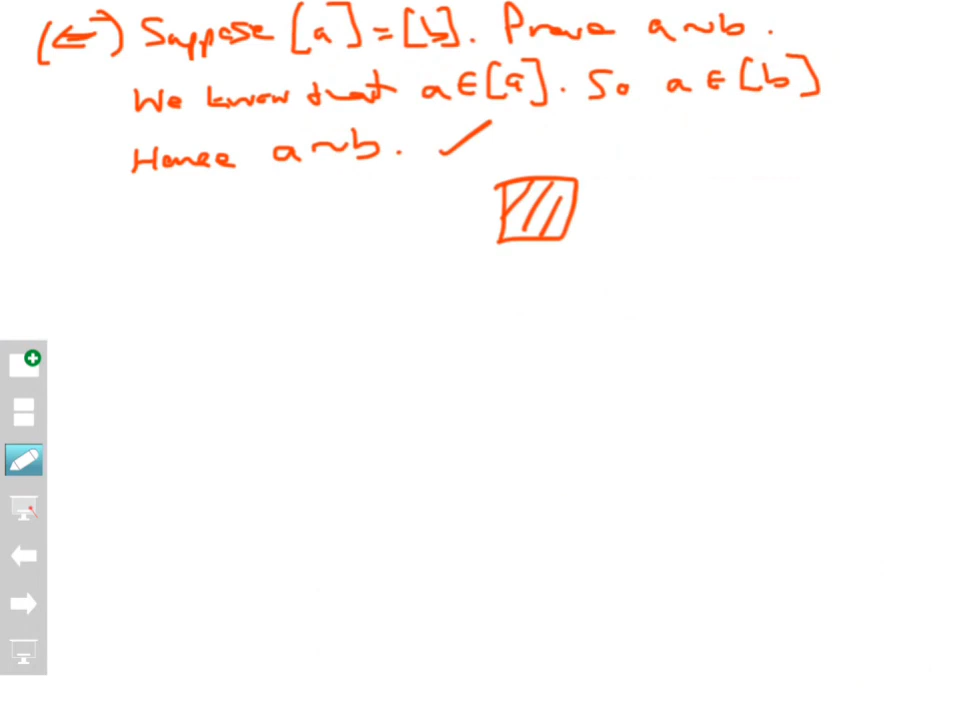 (⇐) Suppose [a] = [b]. Prove a ~ b.
We know that a ∈ [a]. So a ∈ [b]
Hence a ~ b. ✓